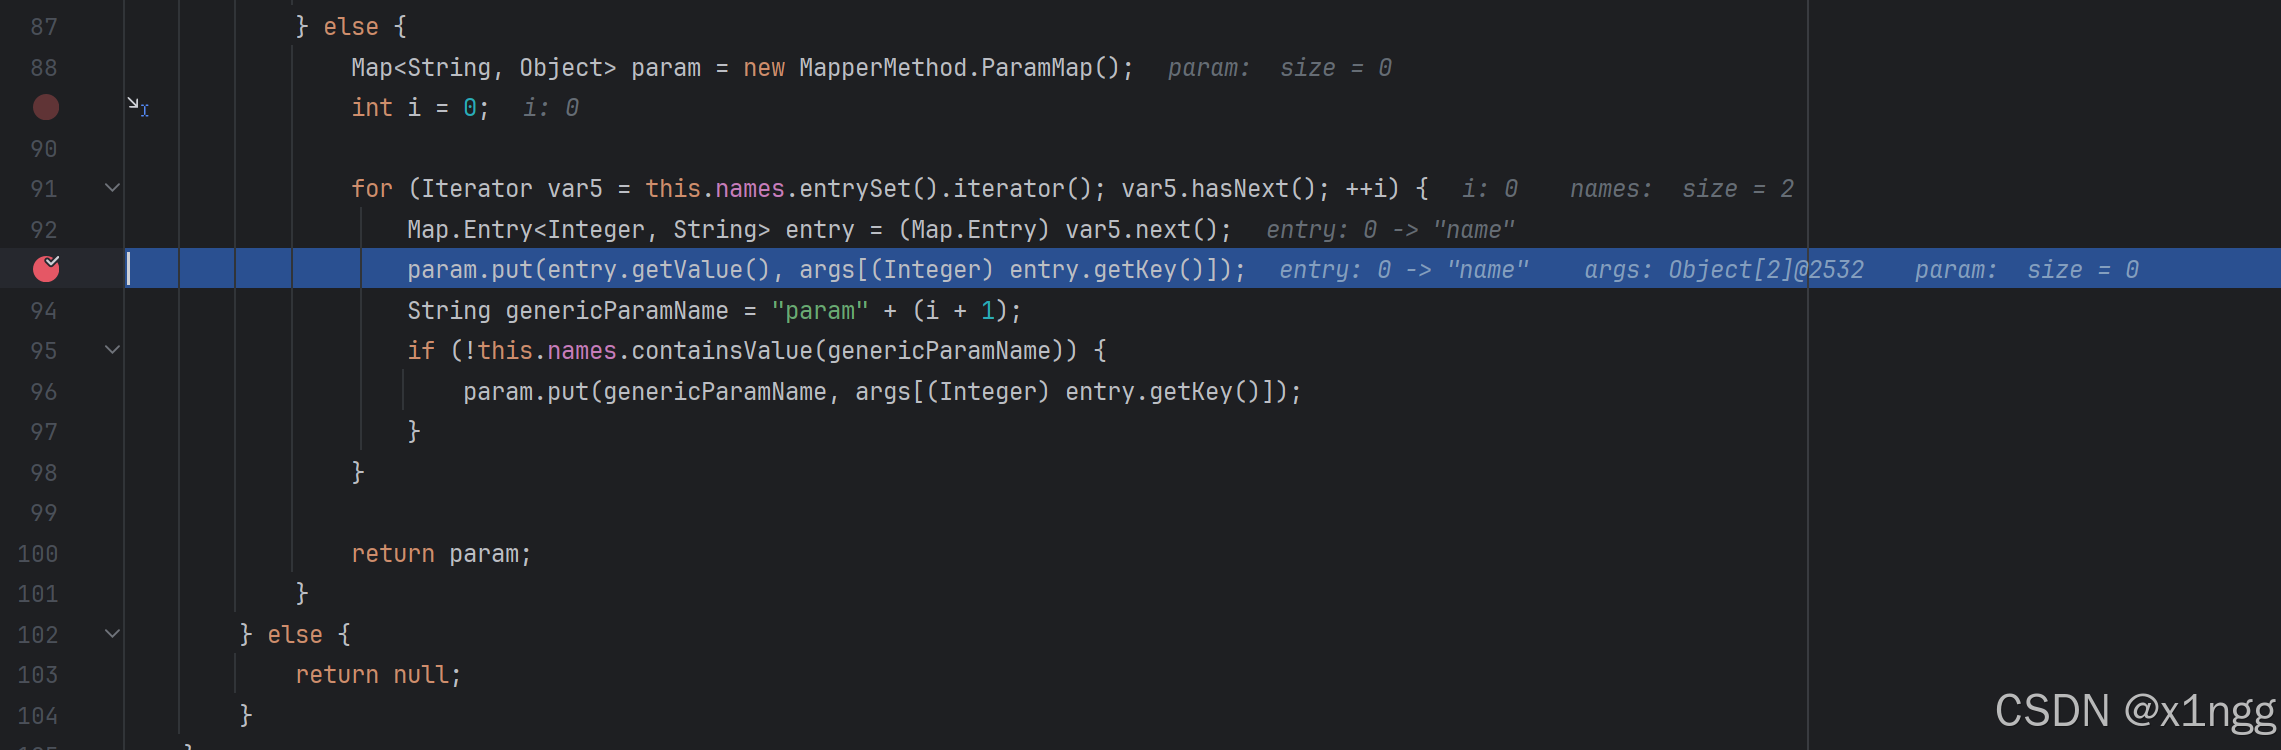 87 } else {
88 Map<String, Object> param = new MapperMethod.ParamMap(); param: size = 0
int i = 0; i: 0
90
91 for (Iterator var5 = this.names.entrySet().iterator(); var5.hasNext(); ++i) { i: 0 names: size = 2
92 Map.Entry<Integer, String> entry = (Map.Entry) var5.next(); entry: 0 -> "name"
param.put(entry.getValue(), args[(Integer) entry.getKey()]); entry: 0 -> "name" args: Object[2]@2532 param: size = 0
94 String genericParamName = "param" + (i + 1);
95 if (!this.names.containsValue(genericParamName)) {
96 param.put(genericParamName, args[(Integer) entry.getKey()]);
97 }
98 }
99
100 return param;
101 }
102 } else {
103 return null;
104 }
CSDN @x1ngg